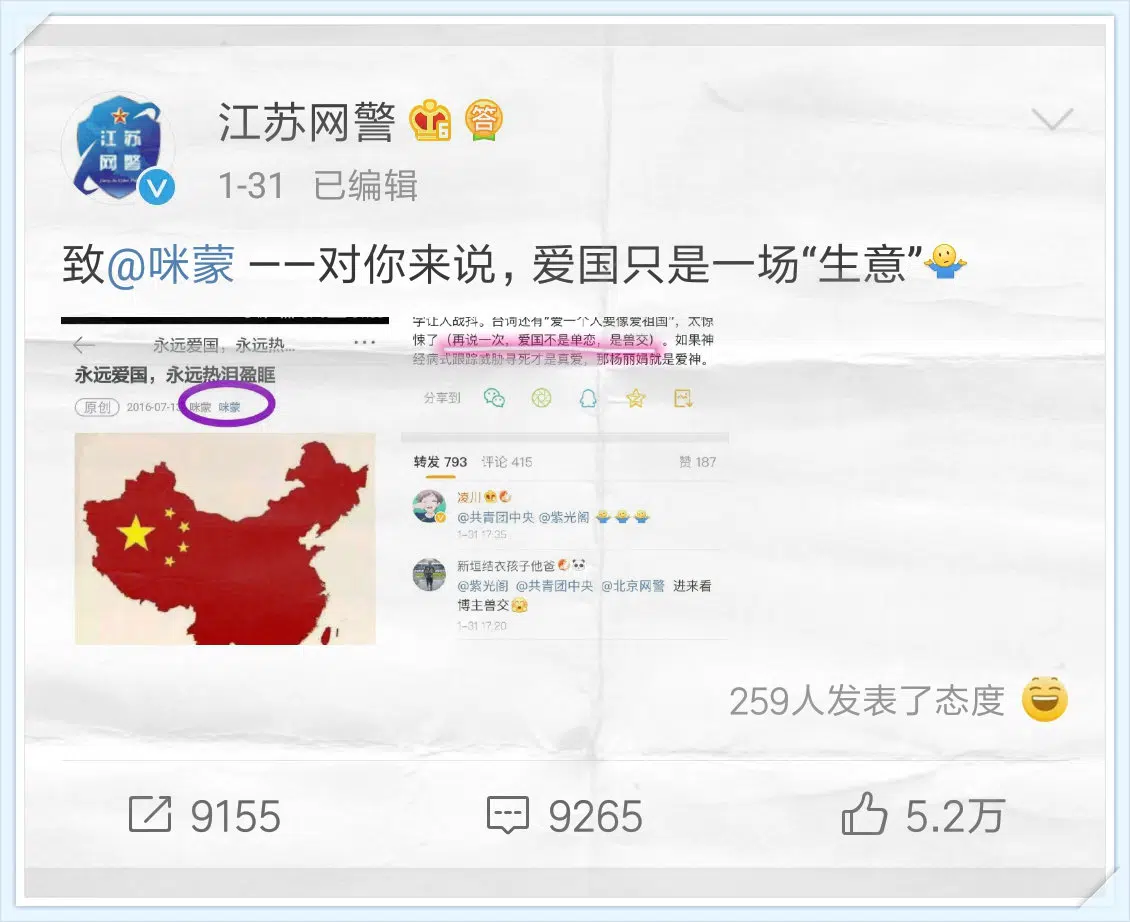 江苏网警
1-31 已编辑
江苏
网警
致@咪蒙 ——对你来说，爱国只是一场“生意”
永远爱国，永远热...
永远爱国，永远热泪盈眶
原创 2016-07-13 咪蒙 咪蒙
学让人战抖。台词还有“爱一个人要像爱祖国”，太惊
悚了（再说一次，爱国不是单恋，是兽交）。如果神
经病式跟踪威胁寻死才是真爱，那杨丽娟就是爱神。
分享到
转发 793 评论 415 赞 187
凌川
@共青团中央 @紫光阁
1-31 17:35
新垣结衣孩子他爸
@紫光阁 @共青团中央 @北京网警 进来看
博主兽交
1-31 17:20
259人发表了态度
9155 9265 5.2万